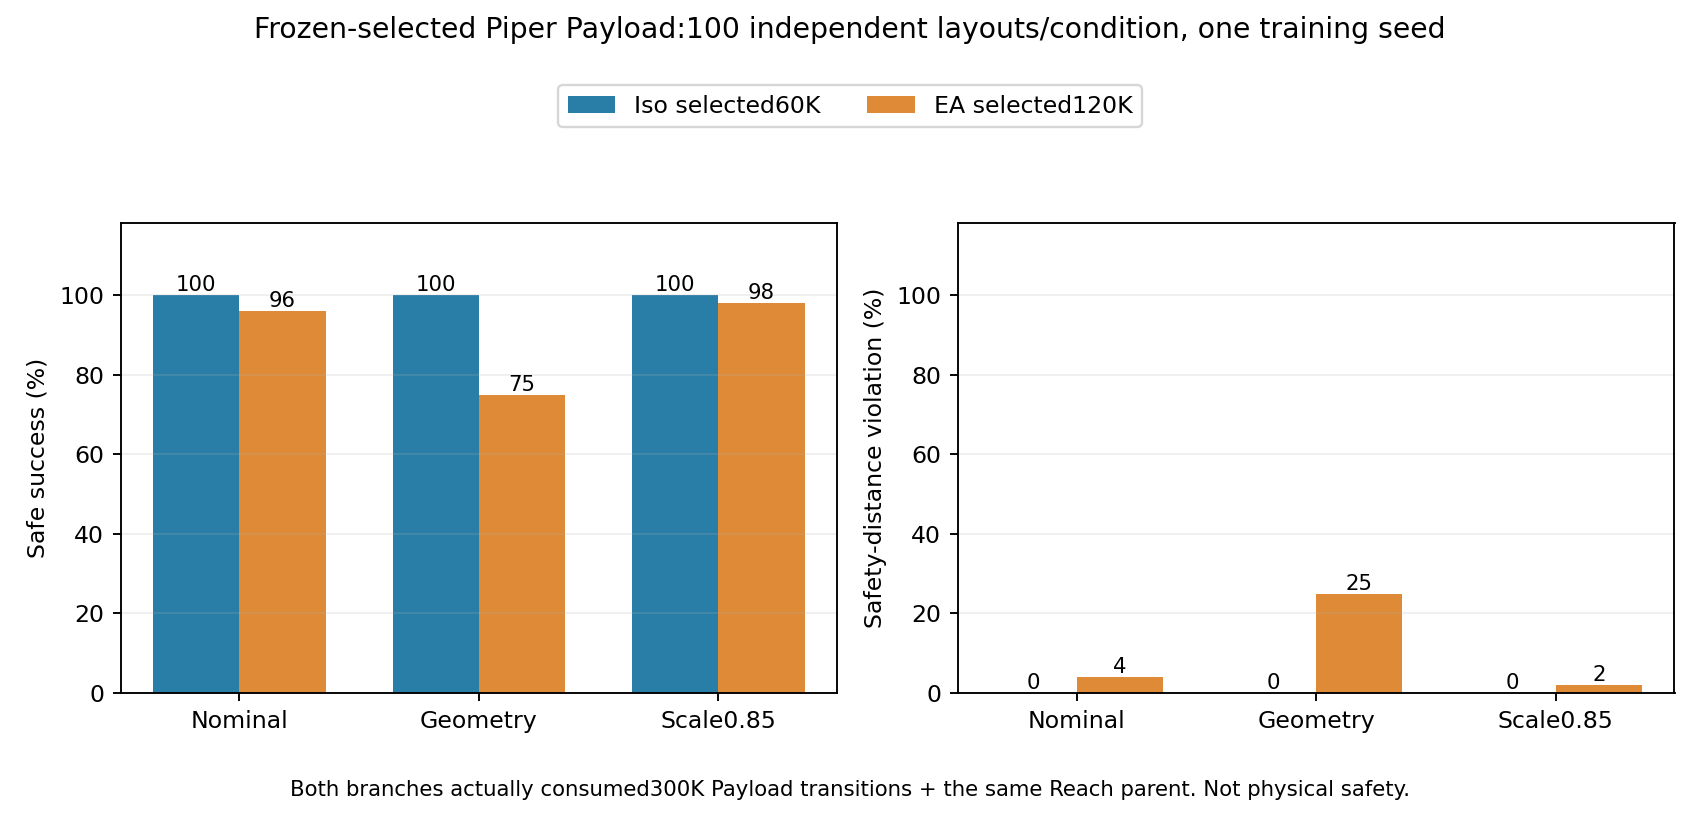 Frozen-selected Piper Payload:100 independent layouts/condition, one training seed
Iso selected60K
EA selected120K
Safe success (%)
100
80
60
40
20
0
100
96
100
75
100
98
Nominal
Geometry
Scale0.85
Safety-distance violation (%)
100
80
60
40
20
0
0
4
0
25
0
2
Nominal
Geometry
Scale0.85
Both branches actually consumed300K Payload transitions + the same Reach parent. Not physical safety.